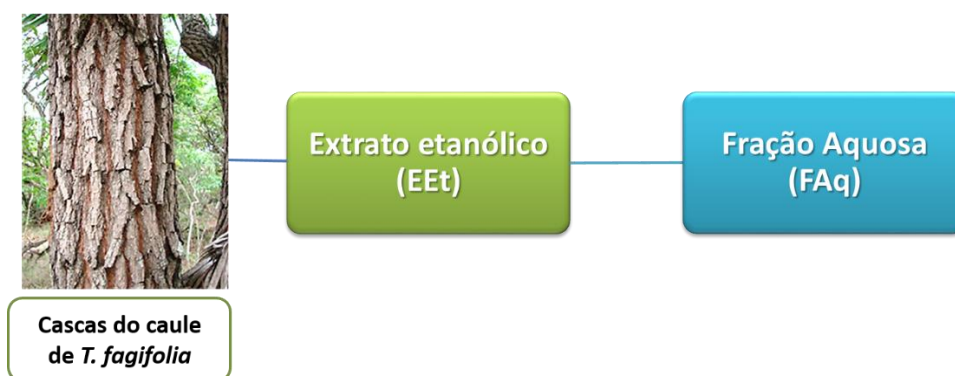 Extrato etanólico
(EEt)
Fração Aquosa
(FAq)
Cascas do caule
de T. fagifolia